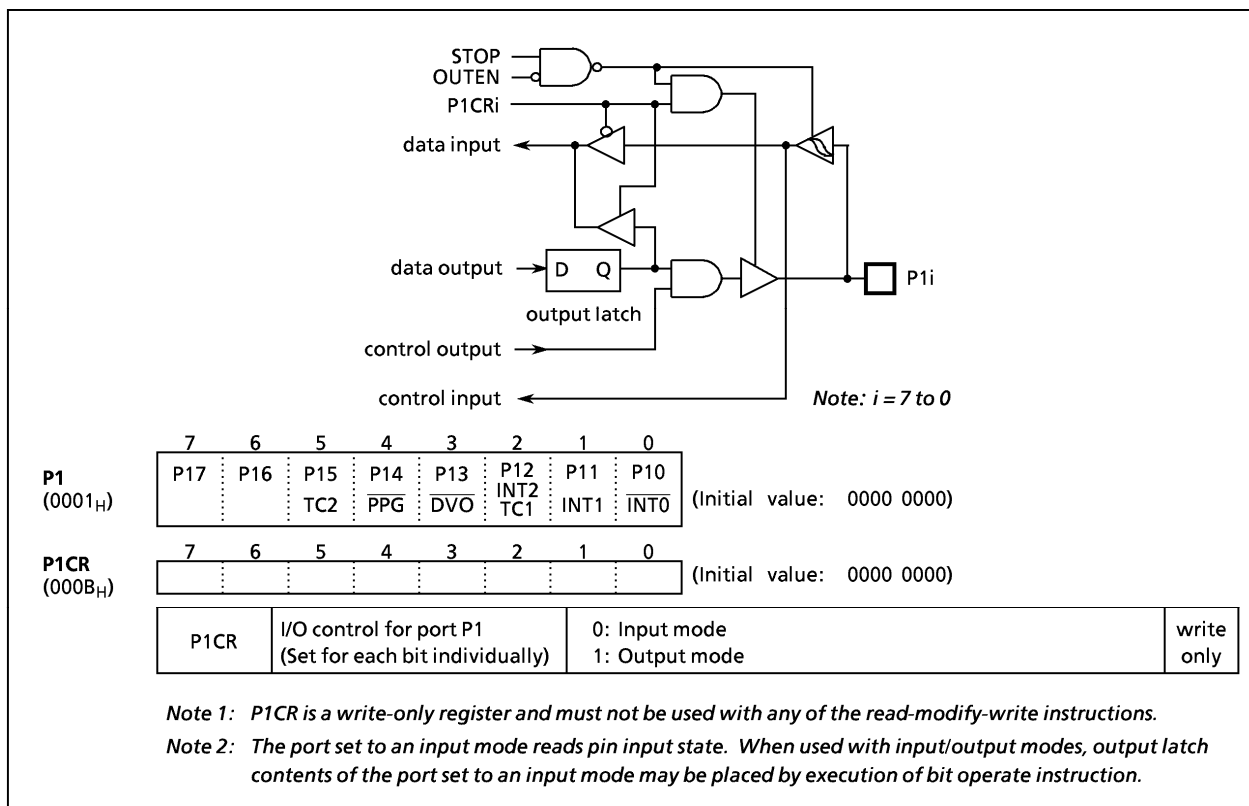 STOP
OUTEN
P1CRi
data input
data output
D Q
P1i
output latch
control output
control input
Note: i = 7 to 0
7 6 5 4 3 2 1 0
P1
(0001H)
P17 P16 P15 P14 P13 P12 P11 P10
TC2 PPG DVO INT2 TC1 INT1 INT0
(Initial value: 0000 0000)
7 6 5 4 3 2 1 0
P1CR
(000BH)
(Initial value: 0000 0000)
P1CR
I/O control for port P1
(Set for each bit individually)
0: Input mode
1: Output mode
write
only
Note 1: P1CR is a write-only register and must not be used with any of the read-modify-write instructions.
Note 2: The port set to an input mode reads pin input state. When used with input/output modes, output latch
contents of the port set to an input mode may be placed by execution of bit operate instruction.